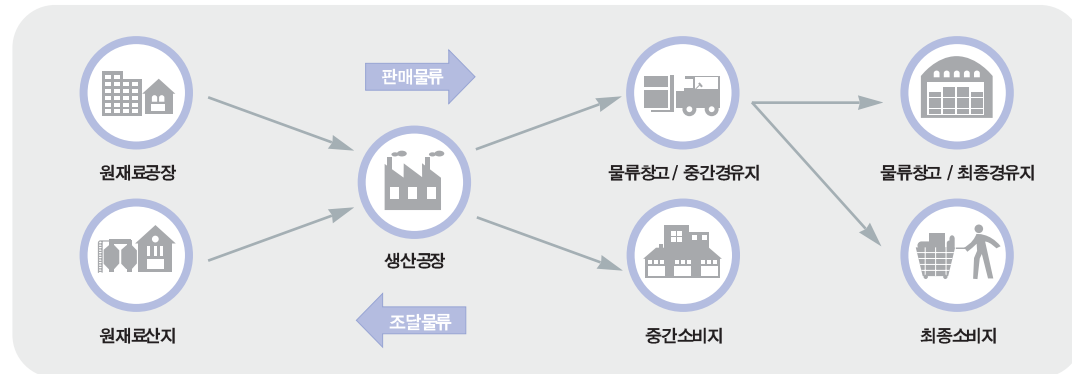 판매물류
원재료공장
물류창고 / 중간경유지
물류창고 / 최종경유지
생산공장
조달물류
원재료산지
중간소비지
최종소비지